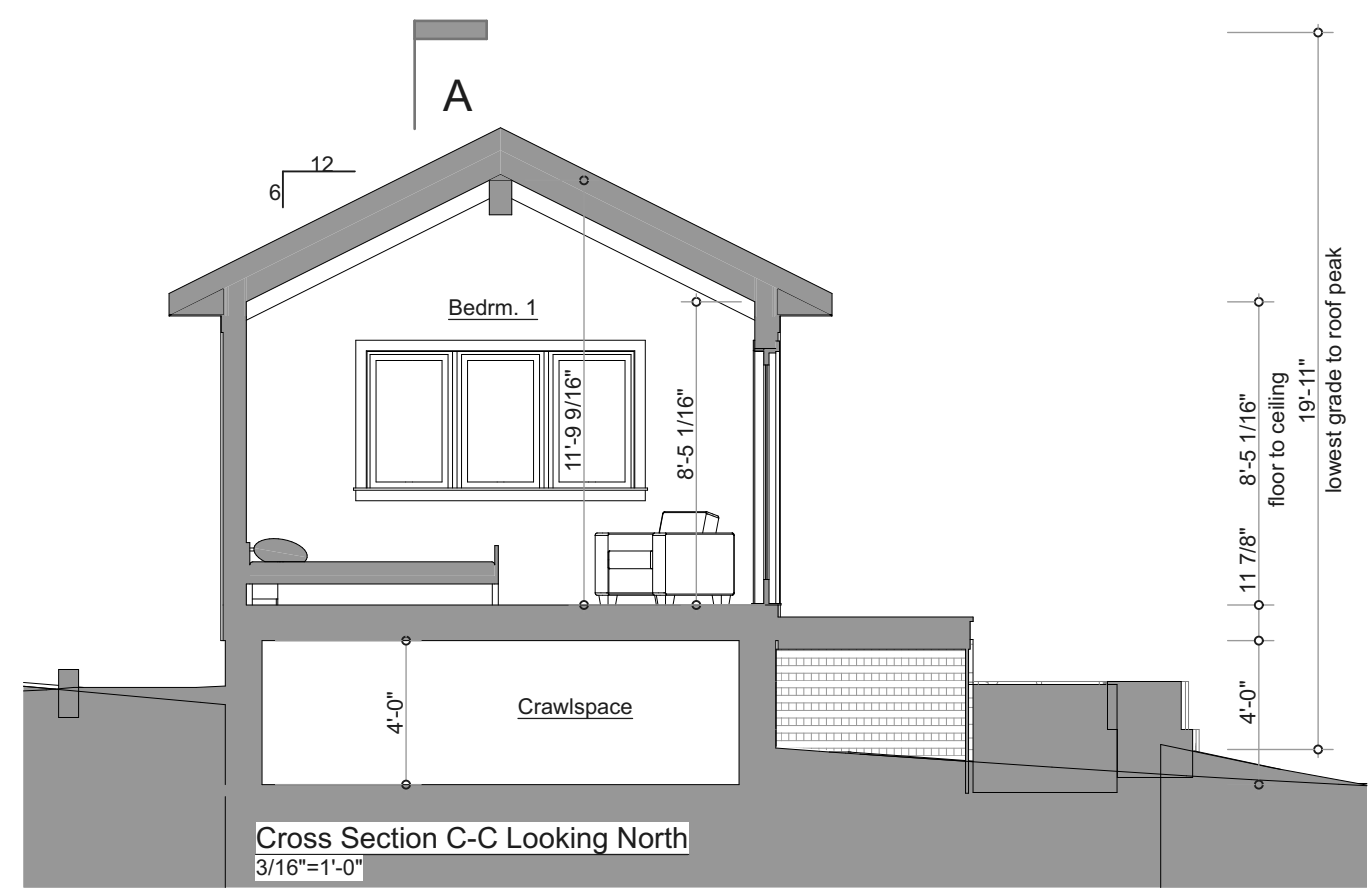 A
12
6
Bedrm. 1
11'-9 9/16"
8'-5 1/16"
8'-5 1/16"
floor to ceiling
19'-11"
lowest grade to roof peak
11 7/8"
4'-0"
Crawlspace
4'-0"
Cross Section C-C Looking North
3/16"=1'-0"